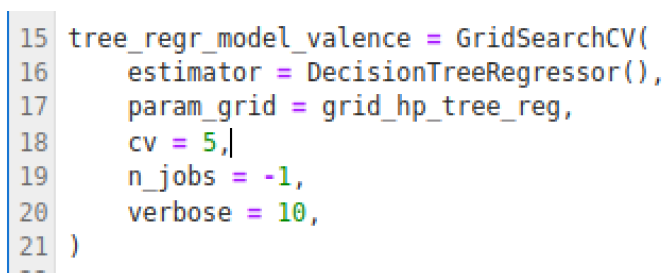 15 tree_regr_model_valence = GridSearchCV(
16     estimator = DecisionTreeRegressor(),
17     param_grid = grid_hp_tree_reg,
18     cv = 5,
19     n_jobs = -1,
20     verbose = 10,
21 )